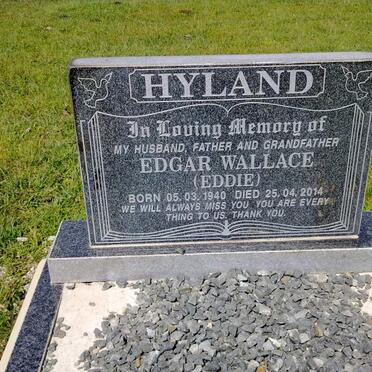 HYLAND
In Loving Memory of
MY HUSBAND, FATHER AND GRANDFATHER
EDGAR WALLACE
(EDDIE)
BORN 05.03.1940 DIED 25.04.2014
WE WILL ALWAYS MISS YOU. YOU ARE EVERY
THING TO US. THANK YOU.